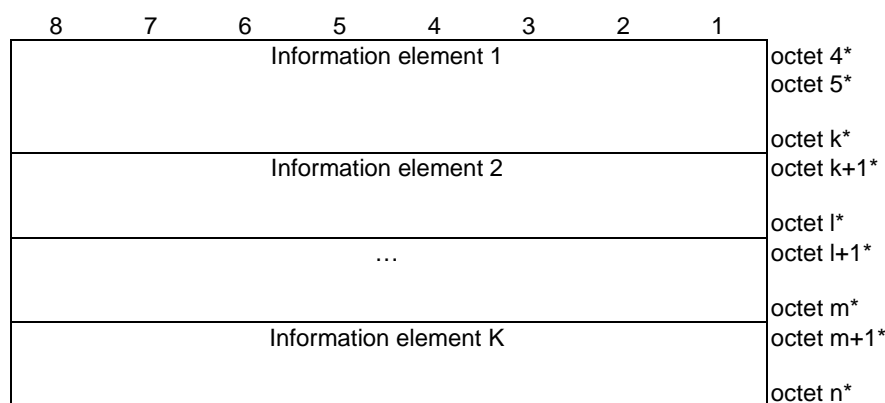 8 7 6 5 4 3 2 1
Information element 1 octet 4*
octet 5*
octet k*
Information element 2 octet k+1*
octet l*
… octet l+1*
octet m*
Information element K octet m+1*
octet n*